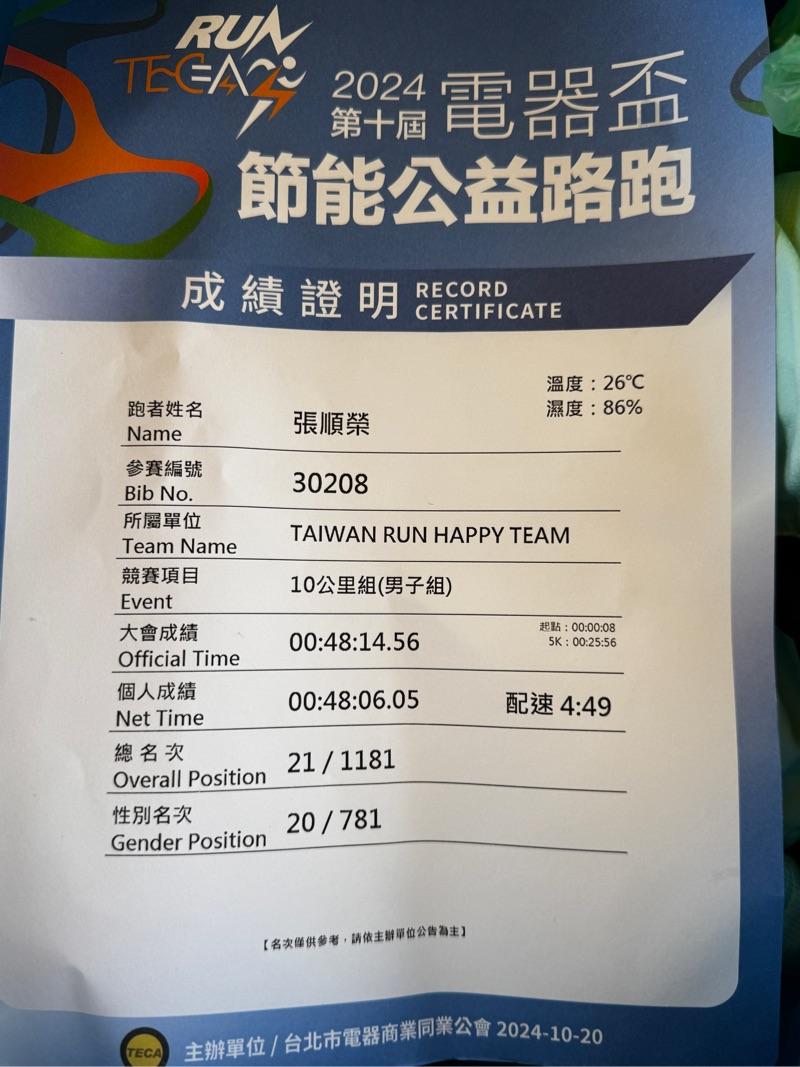 RUN
TECA
2024
第十屆
電器盃
節能公益路跑
成績證明 RECORD CERTIFICATE
溫度：26℃
濕度：86%
跑者姓名
Name
張順榮
參賽編號
Bib No.
30208
所屬單位
Team Name
TAIWAN RUN HAPPY TEAM
競賽項目
Event
10公里組(男子組)
大會成績
Official Time
00:48:14.56
起點：00:00:08
5K：00:25:56
個人成績
Net Time
00:48:06.05
配速 4:49
總名次
Overall Position
21 / 1181
性別名次
Gender Position
20 / 781
【名次僅供參考，請依主辦單位公告為主】
TECA
主辦單位 / 台北市電器商業同業公會 2024-10-20